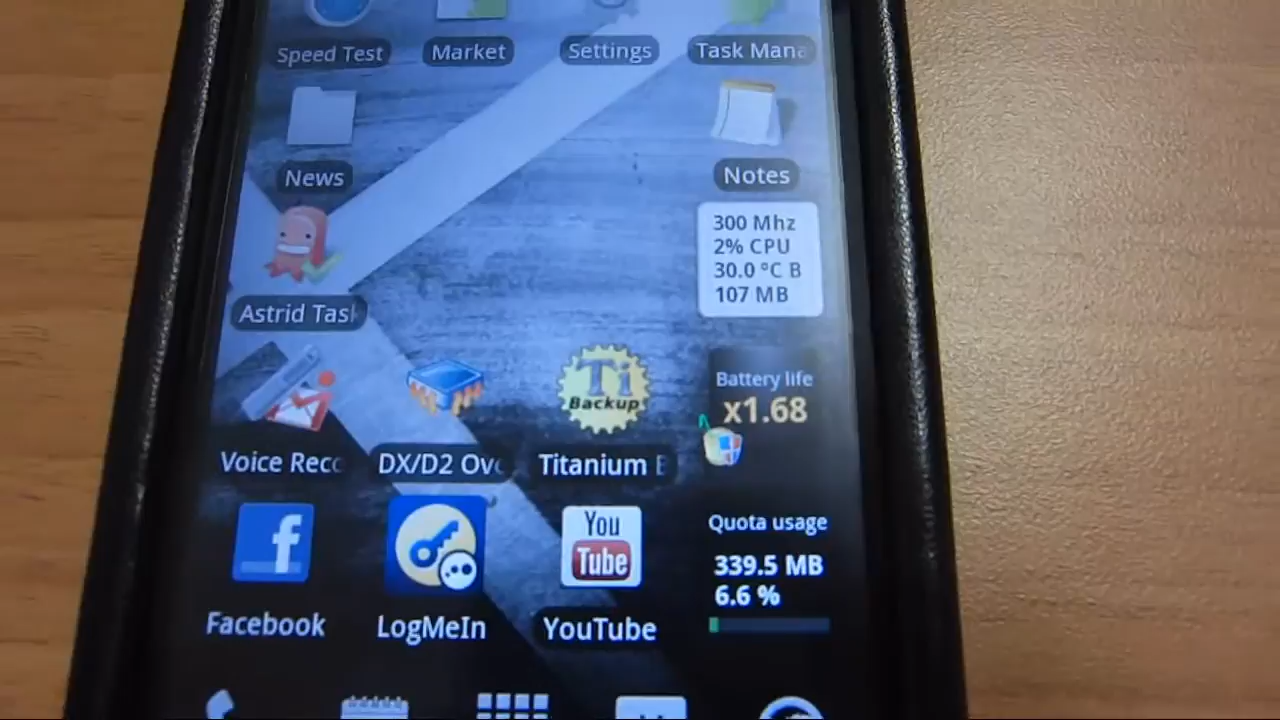 Speed Test
Market
Settings
Task Mana
News
Notes
300 Mhz
2% CPU
30.0 ºC B
107 MB
Astrid Tas
Ti
Backup
Battery life
x1.68
Voice Reco
DX/D2 Ove
Titanium B
f
You
Tube
Quota usage
339.5 MB
6.6 %
Facebook
LogMeIn
YouTube